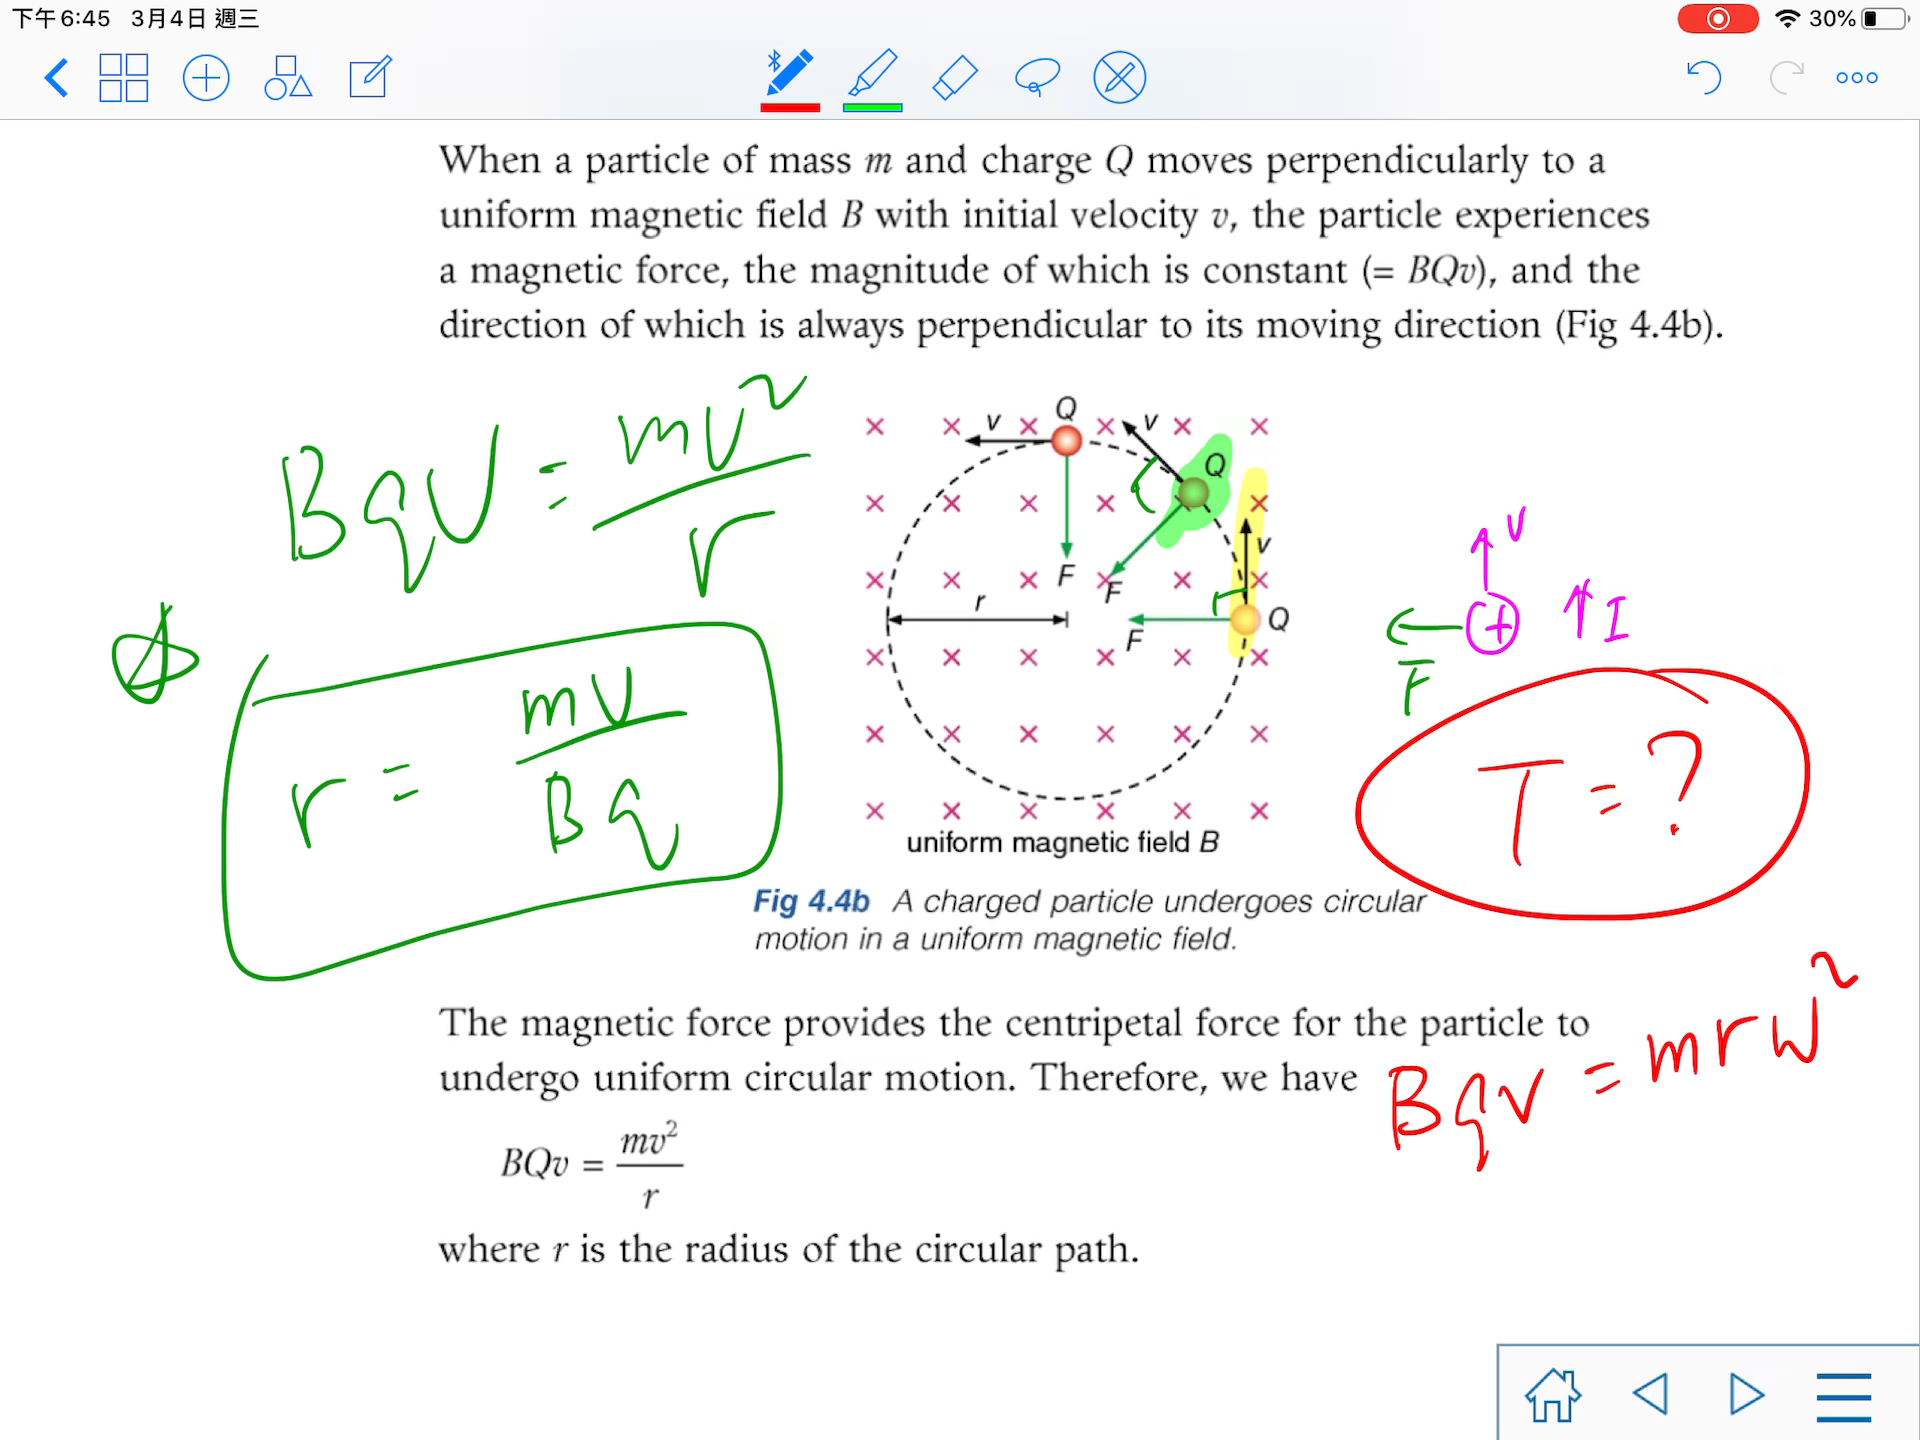 下午6:45 3月4日 週三
30%
When a particle of mass m and charge Q moves perpendicularly to a
uniform magnetic field B with initial velocity v, the particle experiences
a magnetic force, the magnitude of which is constant (= BQv), and the
direction of which is always perpendicular to its moving direction (Fig 4.4b).
BqV = mv²/r
r = mv/Bq
Q
v
v
Q
v
F
F
r
F
Q
uniform magnetic field B
v
I
F
T = ?
Fig 4.4b A charged particle undergoes circular
motion in a uniform magnetic field.
The magnetic force provides the centripetal force for the particle to
undergo uniform circular motion. Therefore, we have
Bqv = mrω²
BQv = mv²/r
where r is the radius of the circular path.